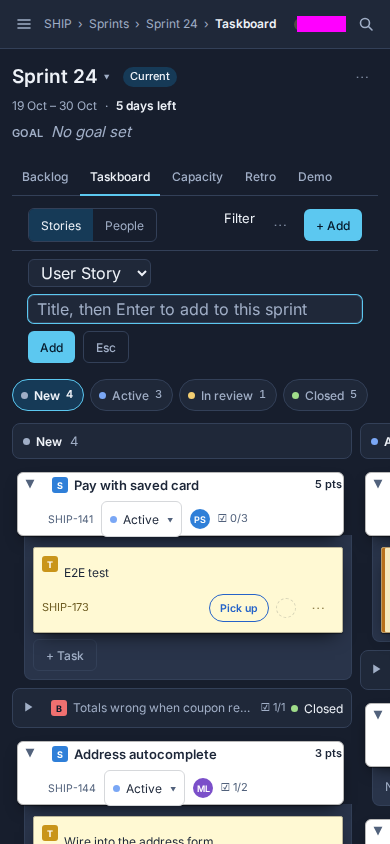 SHIP › Sprints › Sprint 24 › Taskboard
Sprint 24 ▾ Current ...
19 Oct – 30 Oct · 5 days left
GOAL No goal set
Backlog Taskboard Capacity Retro Demo
Stories People Filter ... + Add
User Story
Title, then Enter to add to this sprint
Add Esc
New 4 Active 3 In review 1 Closed 5
New 4
▼ S Pay with saved card 5 pts
SHIP-141 Active ▾ PS ☑ 0/3
T E2E test
SHIP-173 Pick up ...
+ Task
▶ B Totals wrong when coupon re... ☑ 1/1 Closed
▼ S Address autocomplete 3 pts
SHIP-144 Active ▾ ML ☑ 1/2
T Wire into the address form